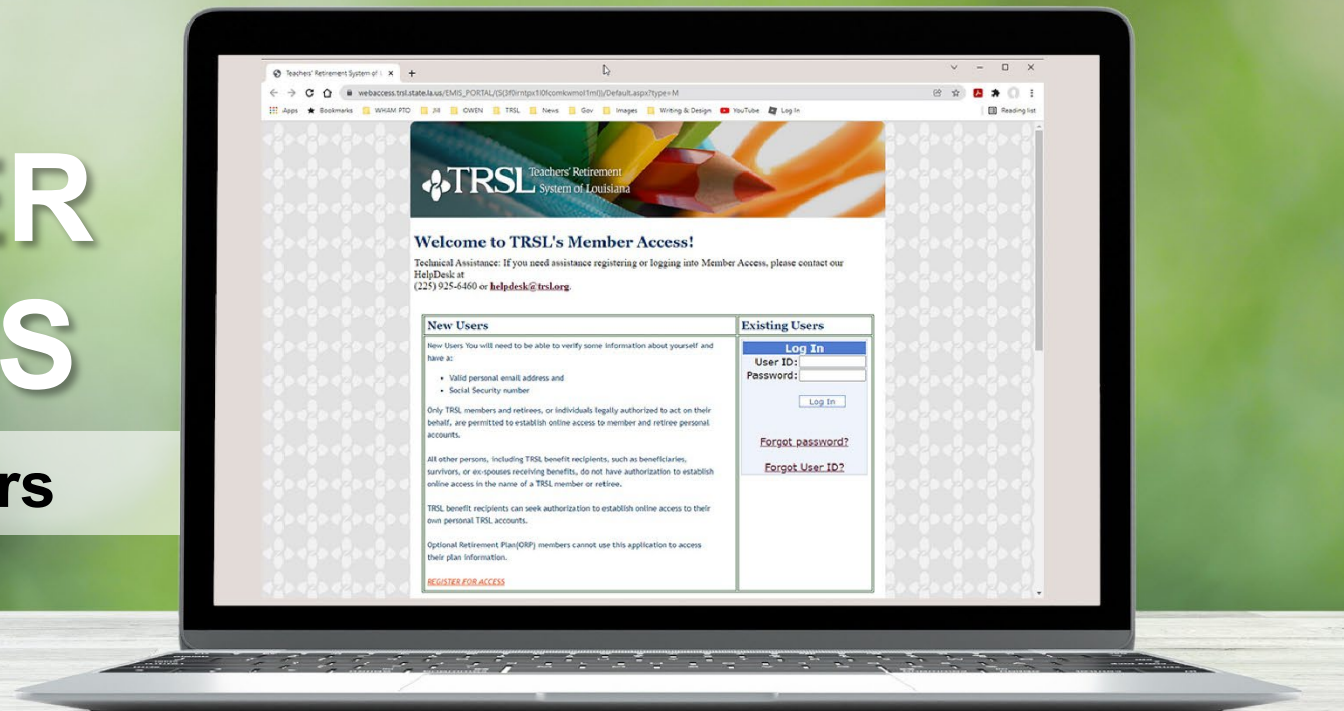 ER
S
rs
Teachers' Retirement System of L
webaccess.trsl.state.la.us/EMIS_PORTAL/
Default.aspx?type=M
Apps Bookmarks WHAM PTO Jill OWEN TRSL News Gov Images Writing & Design YouTube Log In Reading list
TRSL Teachers' Retirement
System of Louisiana
Welcome to TRSL's Member Access!
Technical Assistance: If you need assistance registering or logging into Member Access, please contact our
HelpDesk at
(225) 925-6460 or helpdesk@trsl.org.
New Users
New Users You will need to be able to verify some information about yourself and
have a:
• Valid personal email address and
• Social Security number
Only TRSL members and retirees, or individuals legally authorized to act on their
behalf, are permitted to establish online access to member and retiree personal
accounts.
All other persons, including TRSL benefit recipients, such as beneficiaries,
survivors, or ex-spouses receiving benefits, do not have authorization to establish
online access in the name of a TRSL member or retiree.
TRSL benefit recipients can seek authorization to establish online access to their
own personal TRSL accounts.
Optional Retirement Plan(ORP) members cannot use this application to access
their plan information.
REGISTER FOR ACCESS
Existing Users
Log In
User ID:
Password:
Log In
Forgot password?
Forgot User ID?